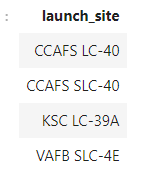 :
launch_site
CCAFS LC-40
CCAFS SLC-40
KSC LC-39A
VAFB SLC-4E